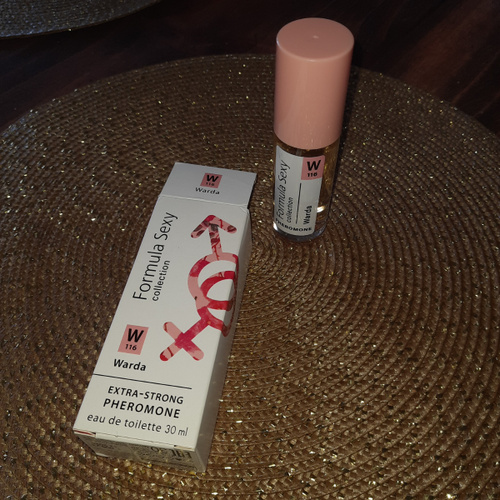 W
116
Warda
Formula Sexy
collection
W
116
Warda
EXTRA-STRONG
PHEROMONE
eau de toilette 30 ml
Formula Sexy
collection
W
116
Warda
PHEROMONE